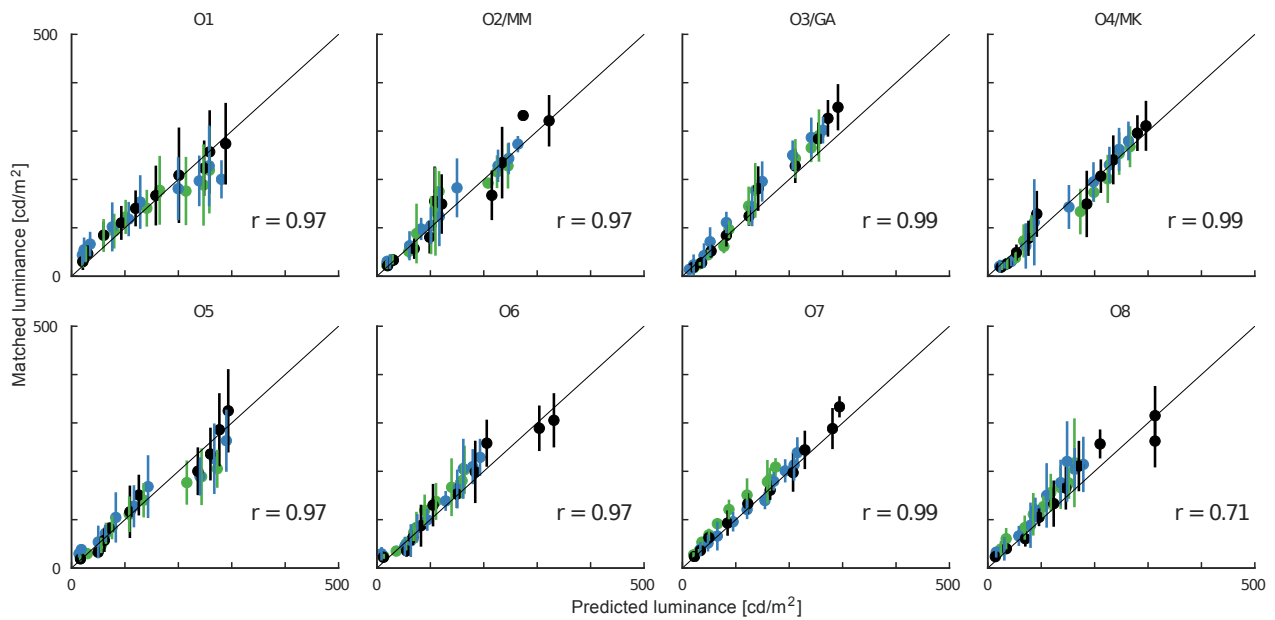 O1
O2/MM
O3/GA
O4/MK
500
0
r = 0.97
r = 0.97
r = 0.99
r = 0.99
O5
O6
O7
O8
500
0
0
500
0
500
0
500
0
500
r = 0.97
r = 0.97
r = 0.99
r = 0.71
Matched luminance [cd/m²]
Predicted luminance [cd/m²]